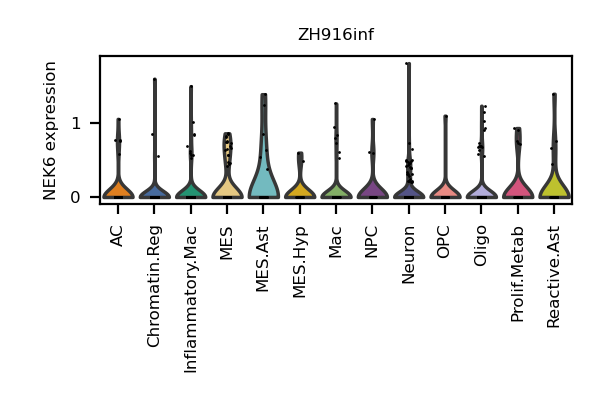 ZH916inf
NEK6 expression
1
0
AC
Chromatin.Reg
Inflammatory.Mac
MES
MES.Ast
MES.Hyp
Mac
NPC
Neuron
OPC
Oligo
Prolif.Metab
Reactive.Ast